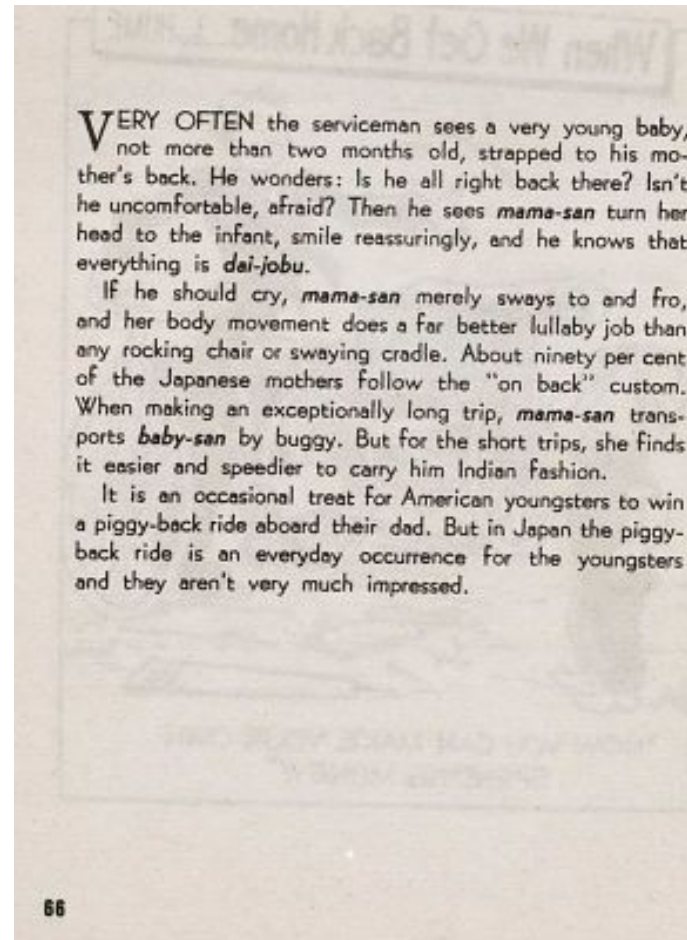 When We Get Back Home
VERY OFTEN the serviceman sees a very young baby,
not more than two months old, strapped to his mo-
ther's back. He wonders: Is he all right back there? Isn't
he uncomfortable, afraid? Then he sees mama-san turn her
head to the infant, smile reassuringly, and he knows that
everything is dai-jobu.
If he should cry, mama-san merely sways to and fro,
and her body movement does a far better lullaby job than
any rocking chair or swaying cradle. About ninety per cent
of the Japanese mothers follow the "on back" custom.
When making an exceptionally long trip, mama-san trans-
ports baby-san by buggy. But for the short trips, she finds
it easier and speedier to carry him Indian fashion.
It is an occasional treat for American youngsters to win
a piggy-back ride aboard their dad. But in Japan the piggy-
back ride is an everyday occurrence for the youngsters
and they aren't very much impressed.
66